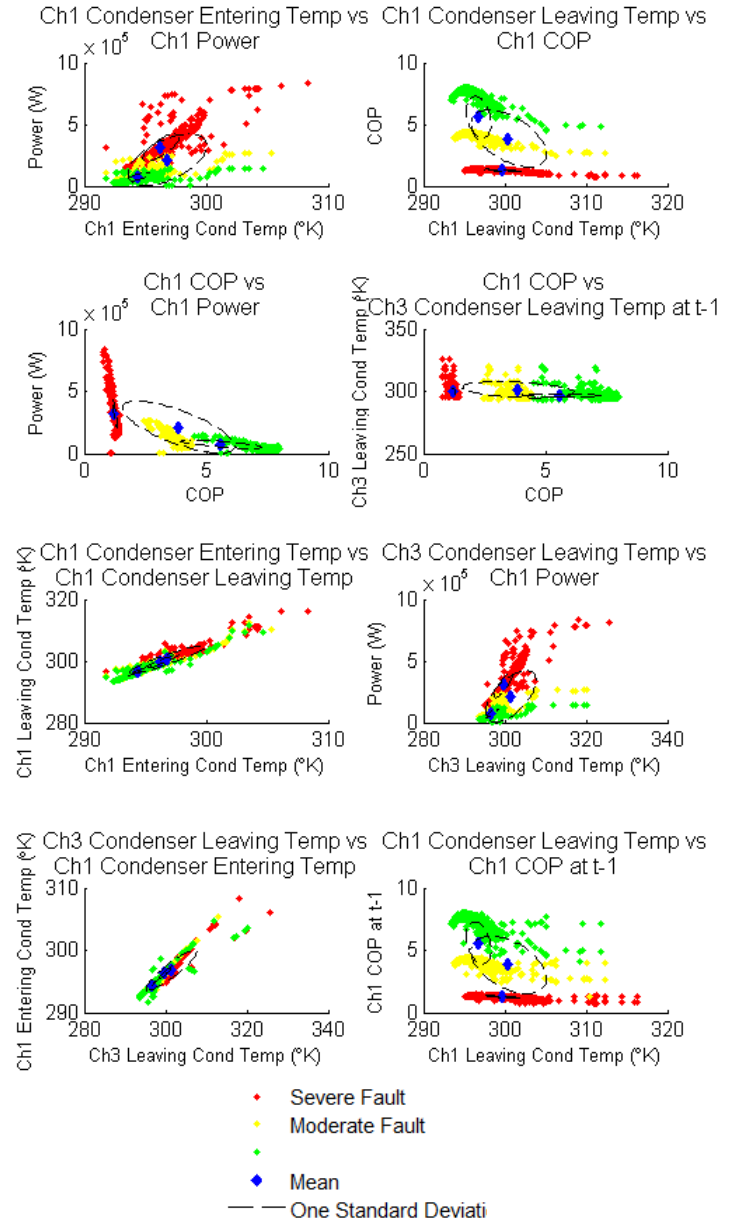 Ch1 Condenser Entering Temp vs
Ch1 Power
× 10⁵
10
5
0
290 300 310
Power (W)
Ch1 Entering Cond Temp (°K)
Ch1 Condenser Leaving Temp vs
Ch1 COP
10
5
0
290 300 310 320
COP
Ch1 Leaving Cond Temp (°K)
Ch1 COP vs
Ch1 Power
× 10⁵
10
5
0
0 5 10
Power (W)
COP
Ch1 COP vs
Ch3 Condenser Leaving Temp at t-1
350
300
250
0 5 10
Ch3 Leaving Cond Temp (°K)
COP
Ch1 Condenser Entering Temp vs
Ch1 Condenser Leaving Temp
320
300
280
290 300 310
Ch1 Leaving Cond Temp (°K)
Ch1 Entering Cond Temp (°K)
Ch3 Condenser Leaving Temp vs
Ch1 Power
× 10⁵
10
5
0
280 300 320 340
Power (W)
Ch3 Leaving Cond Temp (°K)
Ch3 Condenser Leaving Temp vs
Ch1 Condenser Entering Temp
310
300
290
280 300 320 340
Ch1 Entering Cond Temp (°K)
Ch3 Leaving Cond Temp (°K)
Ch1 Condenser Leaving Temp vs
Ch1 COP at t-1
10
5
0
290 300 310 320
Ch1 COP at t-1
Ch1 Leaving Cond Temp (°K)
Severe Fault
Moderate Fault
Mean
One Standard Deviati